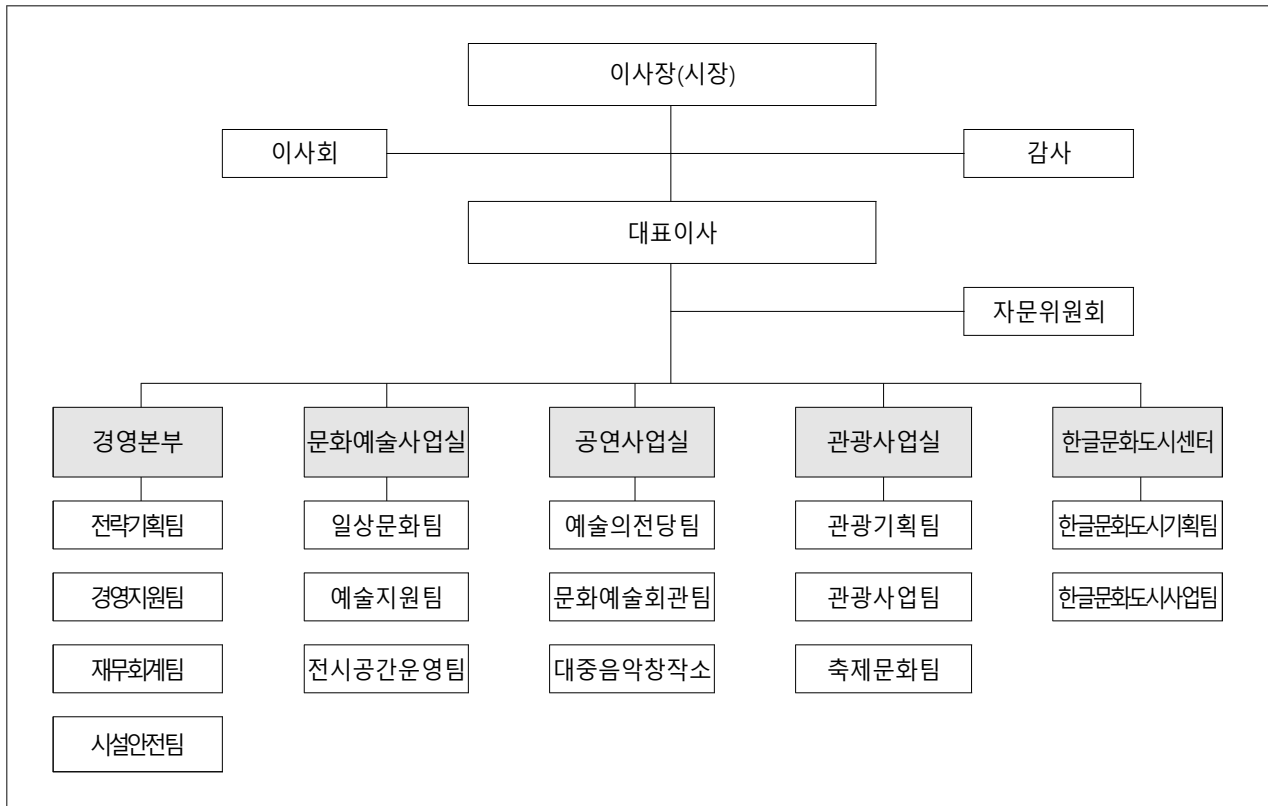 이사장(시장)
이사회
감사
대표이사
자문위원회
경영본부
문화예술사업실
공연사업실
관광사업실
한글문화도시센터
전략기획팀
일상문화팀
예술의전당팀
관광기획팀
한글문화도시기획팀
경영지원팀
예술지원팀
문화예술회관팀
관광사업팀
한글문화도시사업팀
재무회계팀
전시공간운영팀
대중음악창작소
축제문화팀
시설안전팀